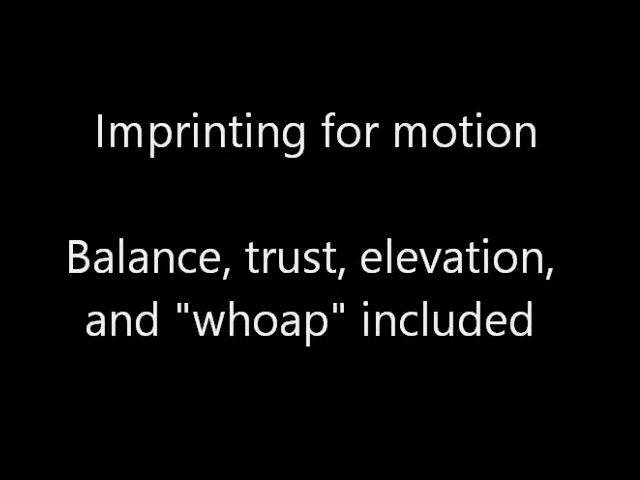 Imprinting for motion
Balance, trust, elevation,
and "whoap" included